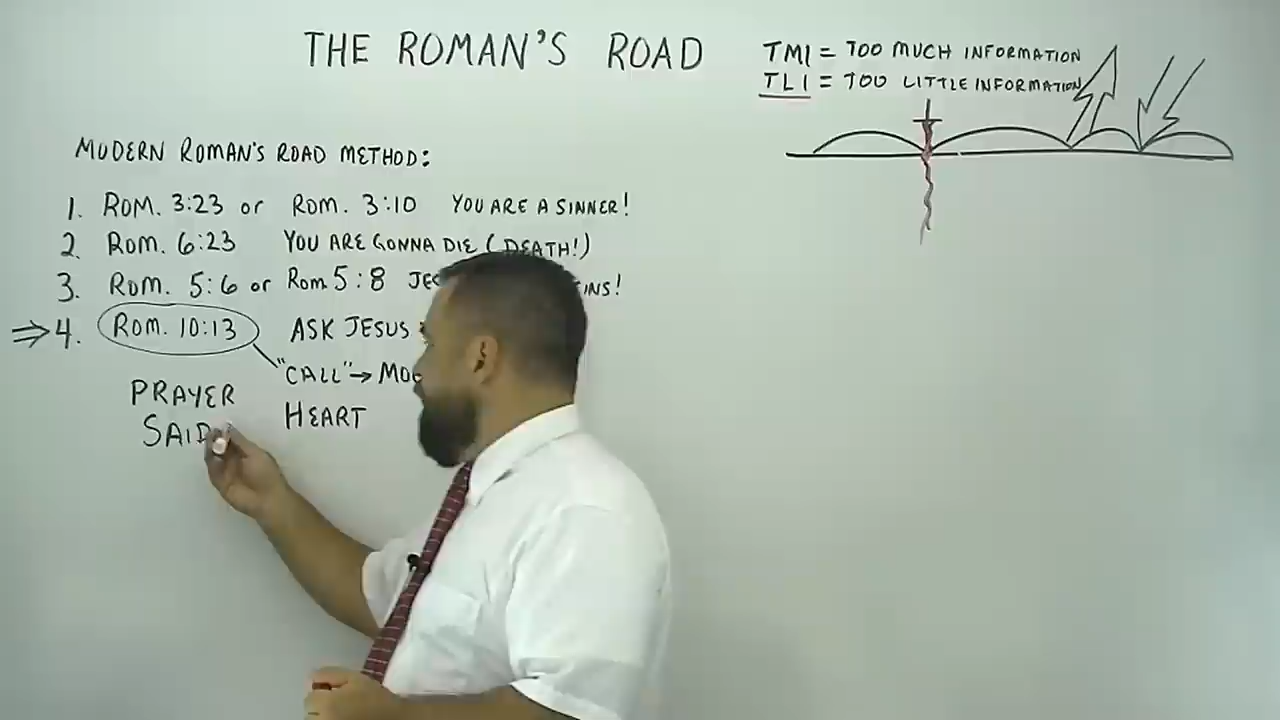 THE ROMAN'S ROAD
TMI = TOO MUCH INFORMATION
TLI = TOO LITTLE INFORMATION
MODERN ROMAN'S ROAD METHOD:
1. ROM. 3:23 or ROM. 3:10 YOU ARE A SINNER!
2. ROM. 6:23 YOU ARE GONNA DIE (DEATH!)
3. ROM. 5:6 or ROM 5:8
4. ROM. 10:13 ASK JESUS
"CALL"
HEART
PRAYER
SAID